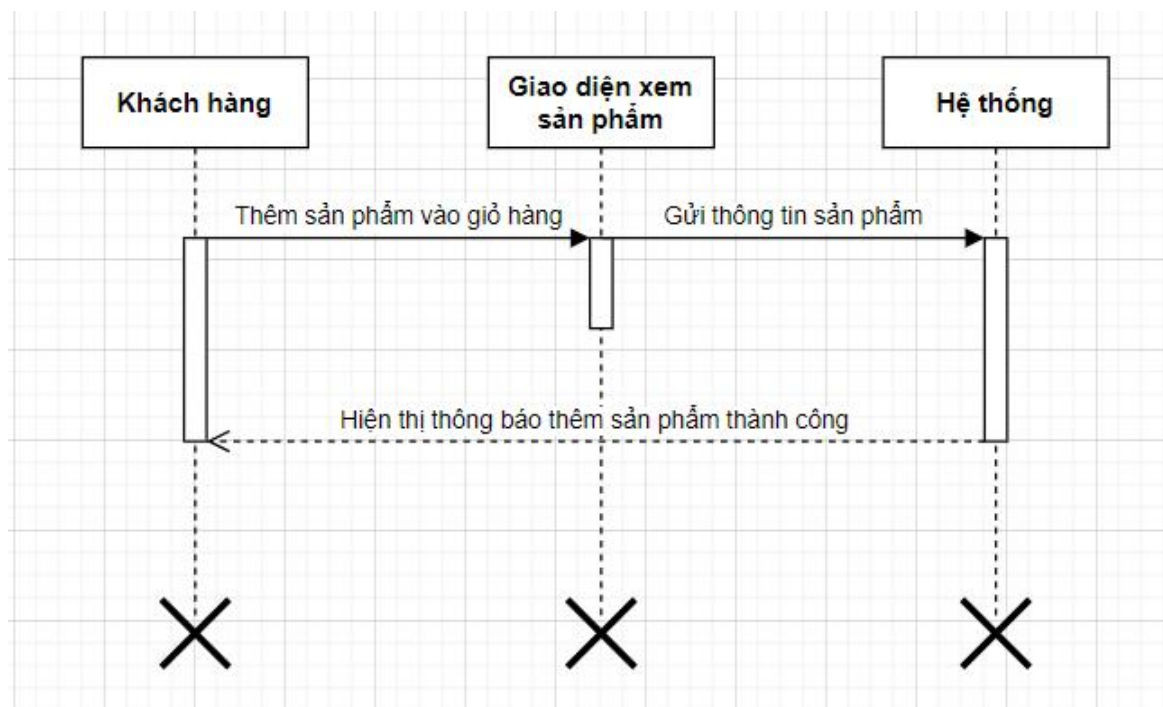 Khách hàng
Giao diện xem
sản phẩm
Hệ thống
Thêm sản phẩm vào giỏ hàng
Gửi thông tin sản phẩm
Hiện thị thông báo thêm sản phẩm thành công